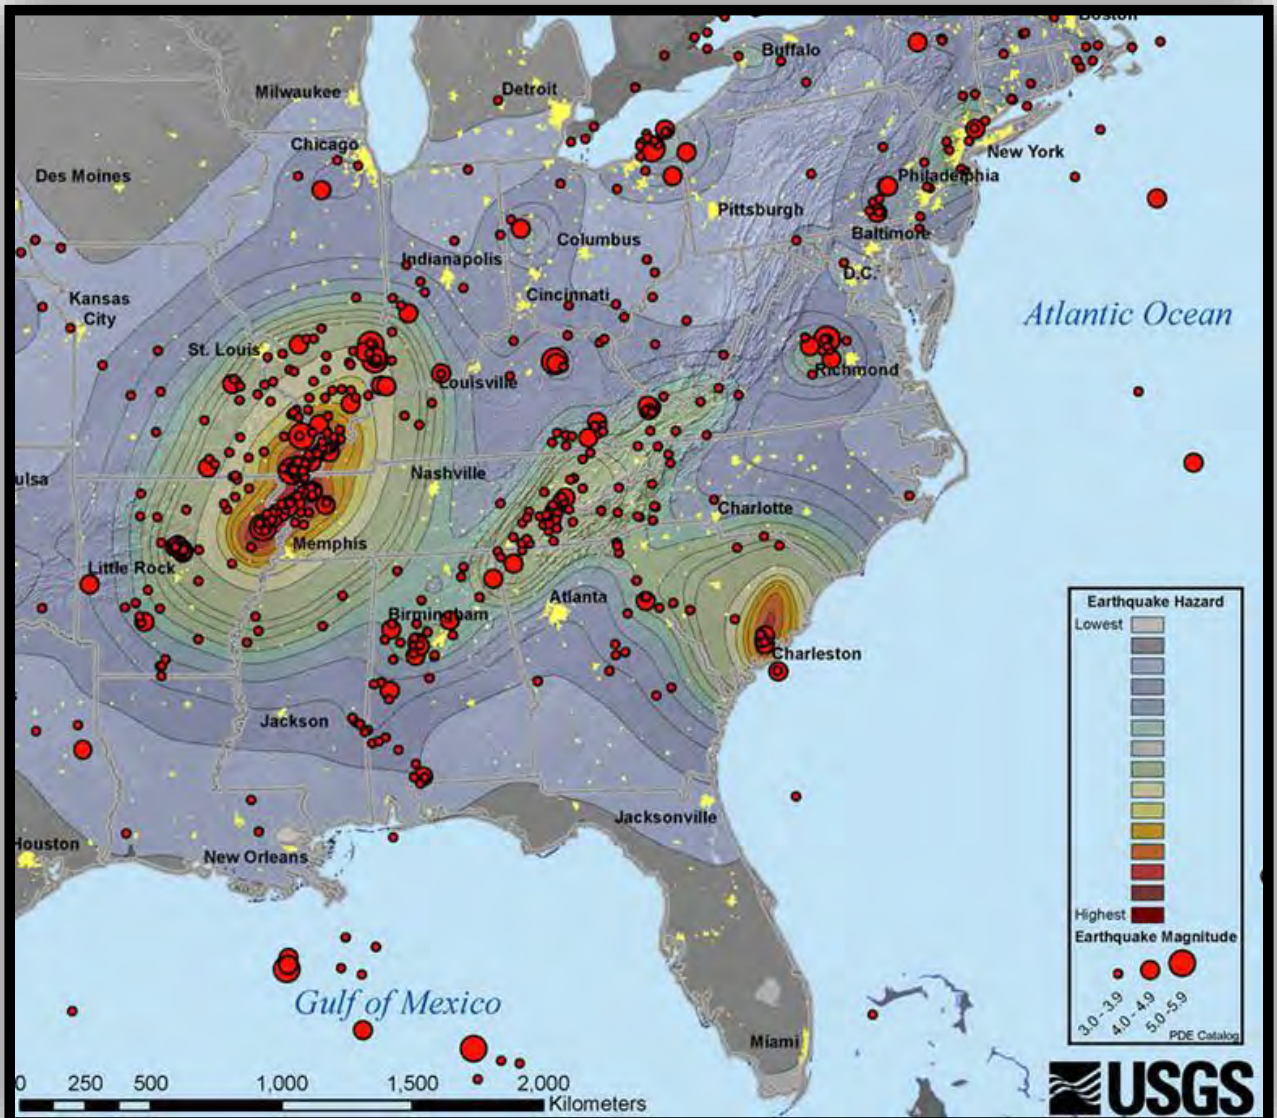 Boston
Buffalo
Milwaukee
Detroit
Chicago
New York
Des Moines
Philadelphia
Pittsburgh
Columbus
Baltimore
Indianapolis
D.C.
Kansas
City
Cincinnati
Atlantic Ocean
St. Louis
Richmond
Louisville
ulsa
Nashville
Charlotte
Memphis
Little Rock
Atlanta
Birmingham
Charleston
Jackson
Jacksonville
Houston
New Orleans
Gulf of Mexico
Miami
Earthquake Hazard
Lowest
Highest
Earthquake Magnitude
3.0 - 3.9
4.0 - 4.9
5.0 -5.9
PDE Catalog
0 250 500 1,000 1,500 2,000
Kilometers
USGS